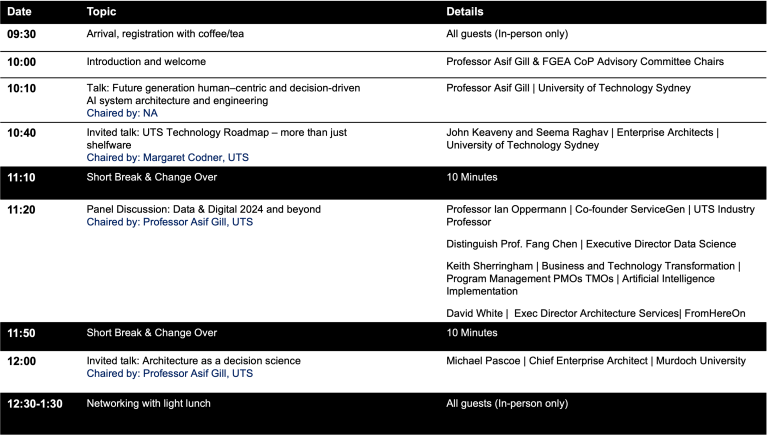 Date Topic Details
09:30 Arrival, registration with coffee/tea All guests (In-person only)
10:00 Introduction and welcome Professor Asif Gill & FGEA CoP Advisory Committee Chairs
10:10 Talk: Future generation human–centric and decision-driven Professor Asif Gill | University of Technology Sydney
AI system architecture and engineering
Chaired by: NA
10:40 Invited talk: UTS Technology Roadmap – more than just John Keaveny and Seema Raghav | Enterprise Architects |
shelfware University of Technology Sydney
Chaired by: Margaret Codner, UTS
11:10 Short Break & Change Over 10 Minutes
11:20 Panel Discussion: Data & Digital 2024 and beyond Professor Ian Oppermann | Co-founder ServiceGen | UTS Industry
Chaired by: Professor Asif Gill, UTS Professor
Distinguish Prof. Fang Chen | Executive Director Data Science
Keith Sherringham | Business and Technology Transformation |
Program Management PMOs TMOs | Artificial Intelligence
Implementation
David White | Exec Director Architecture Services| FromHereOn
11:50 Short Break & Change Over 10 Minutes
12:00 Invited talk: Architecture as a decision science Michael Pascoe | Chief Enterprise Architect | Murdoch University
Chaired by: Professor Asif Gill, UTS
12:30-1:30 Networking with light lunch All guests (In-person only)